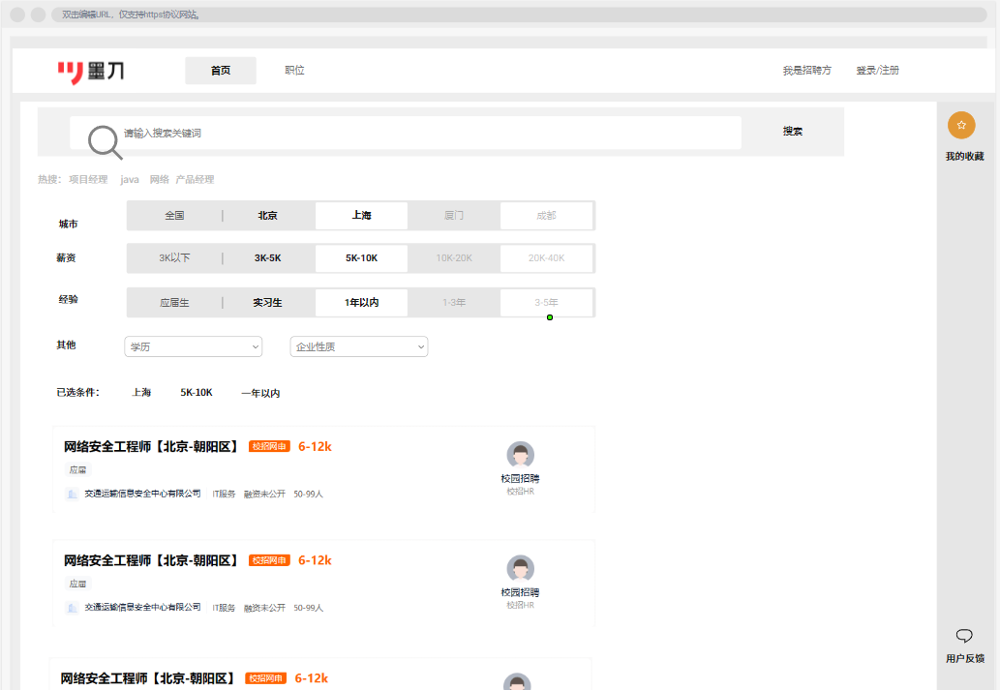 双击编辑URL，仅支持https协议网站。
墨刀 首页 职位 我是招聘方 登录/注册
请输入搜索关键词 搜索
我的收藏
热搜： 项目经理 java 网络 产品经理
城市 全国 | 北京 上海 厦门 成都
薪资 3K以下 | 3K-5K 5K-10K 10K-20K 20K-40K
经验 应届生 | 实习生 1年以内 1-3年 3-5年
其他 学历 企业性质
已选条件： 上海 5K-10K 一年以内
网络安全工程师【北京-朝阳区】 校招网申 6-12k
应届
校园招聘
交通运输信息安全中心有限公司 IT服务 融资未公开 50-99人
校招HR
网络安全工程师【北京-朝阳区】 校招网申 6-12k
应届
校园招聘
交通运输信息安全中心有限公司 IT服务 融资未公开 50-99人
校招HR
用户反馈
网络安全工程师【北京-朝阳区】 校招网申 6-12k